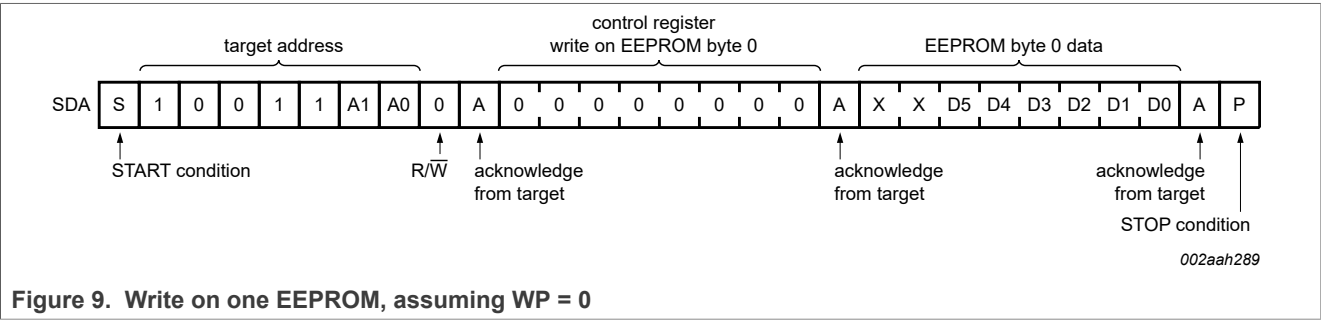 control register
target address write on EEPROM byte 0 EEPROM byte 0 data
SDA S 1 0 0 1 1 A1 A0 0 A 0 0 0 0 0 0 0 0 A X X D5 D4 D3 D2 D1 D0 A P
START condition R/W̅ acknowledge acknowledge acknowledge
from target from target from target
STOP condition
002aah289
Figure 9. Write on one EEPROM, assuming WP = 0